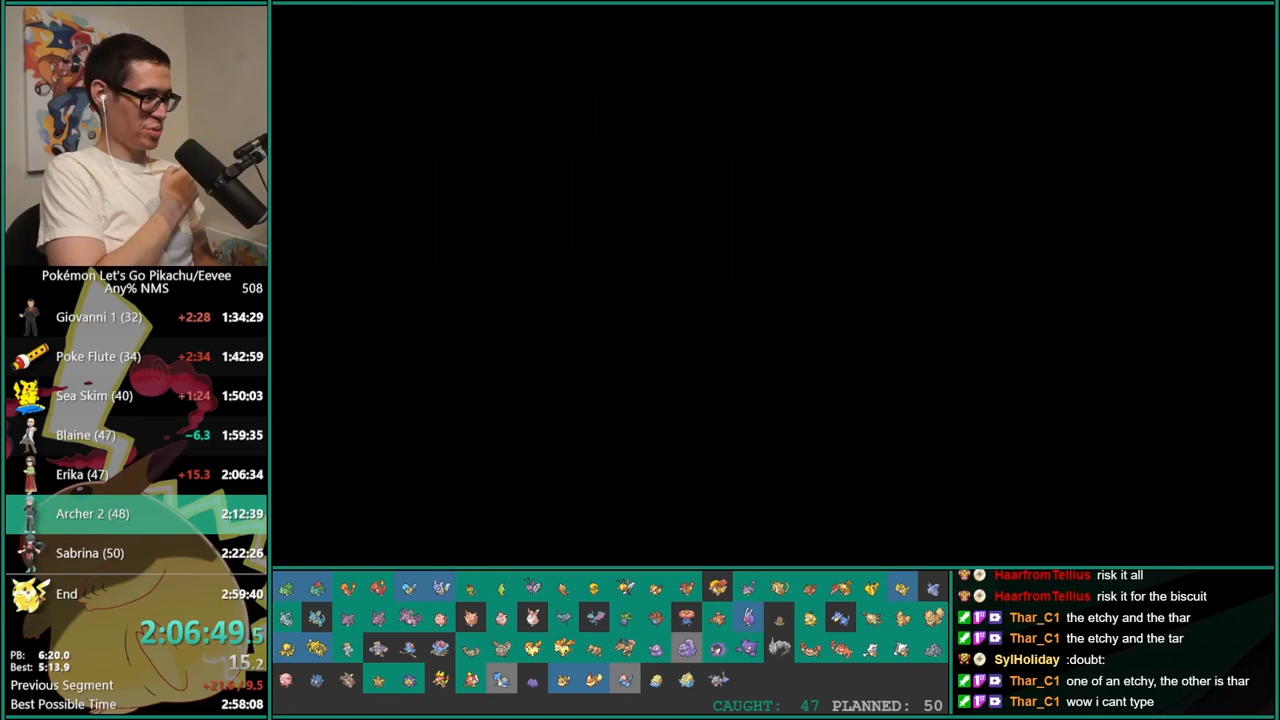 Pokémon Let's Go Pikachu/Eevee
Any% NMS 508
Giovanni 1 (32) +2:28 1:34:29
Poke Flute (34) +2:34 1:42:59
Sea Skim (40) +1:24 1:50:03
Blaine (47) −6.3 1:59:35
Erika (47) +15.3 2:06:34
Archer 2 (48) 2:12:39
Sabrina (50) 2:22:26
End 2:59:40
2:06:49.5
PB: 6:20.0 15.2
Best: 5:13.9
Previous Segment
Best Possible Time 2:58:08
CAUGHT: 47 PLANNED: 50
HaarfromTellius risk it all
HaarfromTellius risk it for the biscuit
Thar_C1 the etchy and the thar
Thar_C1 the etchy and the tar
SylHoliday :doubt:
Thar_C1 one of an etchy, the other is thar
Thar_C1 wow i cant type